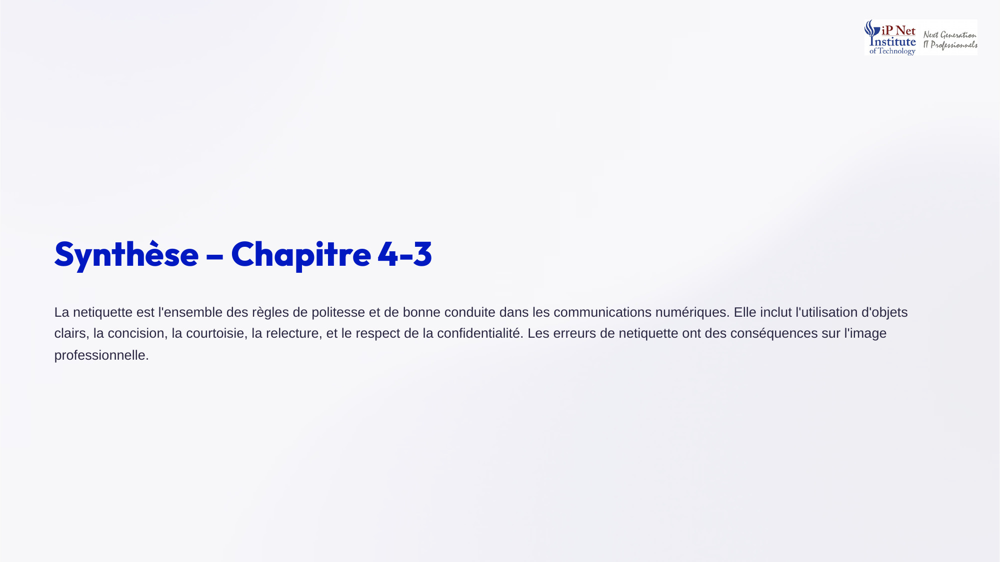 iP Net
Institute
of Technology
Next Generation
IT Professionnels
Synthèse – Chapitre 4-3
La netiquette est l'ensemble des règles de politesse et de bonne conduite dans les communications numériques. Elle inclut l'utilisation d'objets
clairs, la concision, la courtoisie, la relecture, et le respect de la confidentialité. Les erreurs de netiquette ont des conséquences sur l'image
professionnelle.